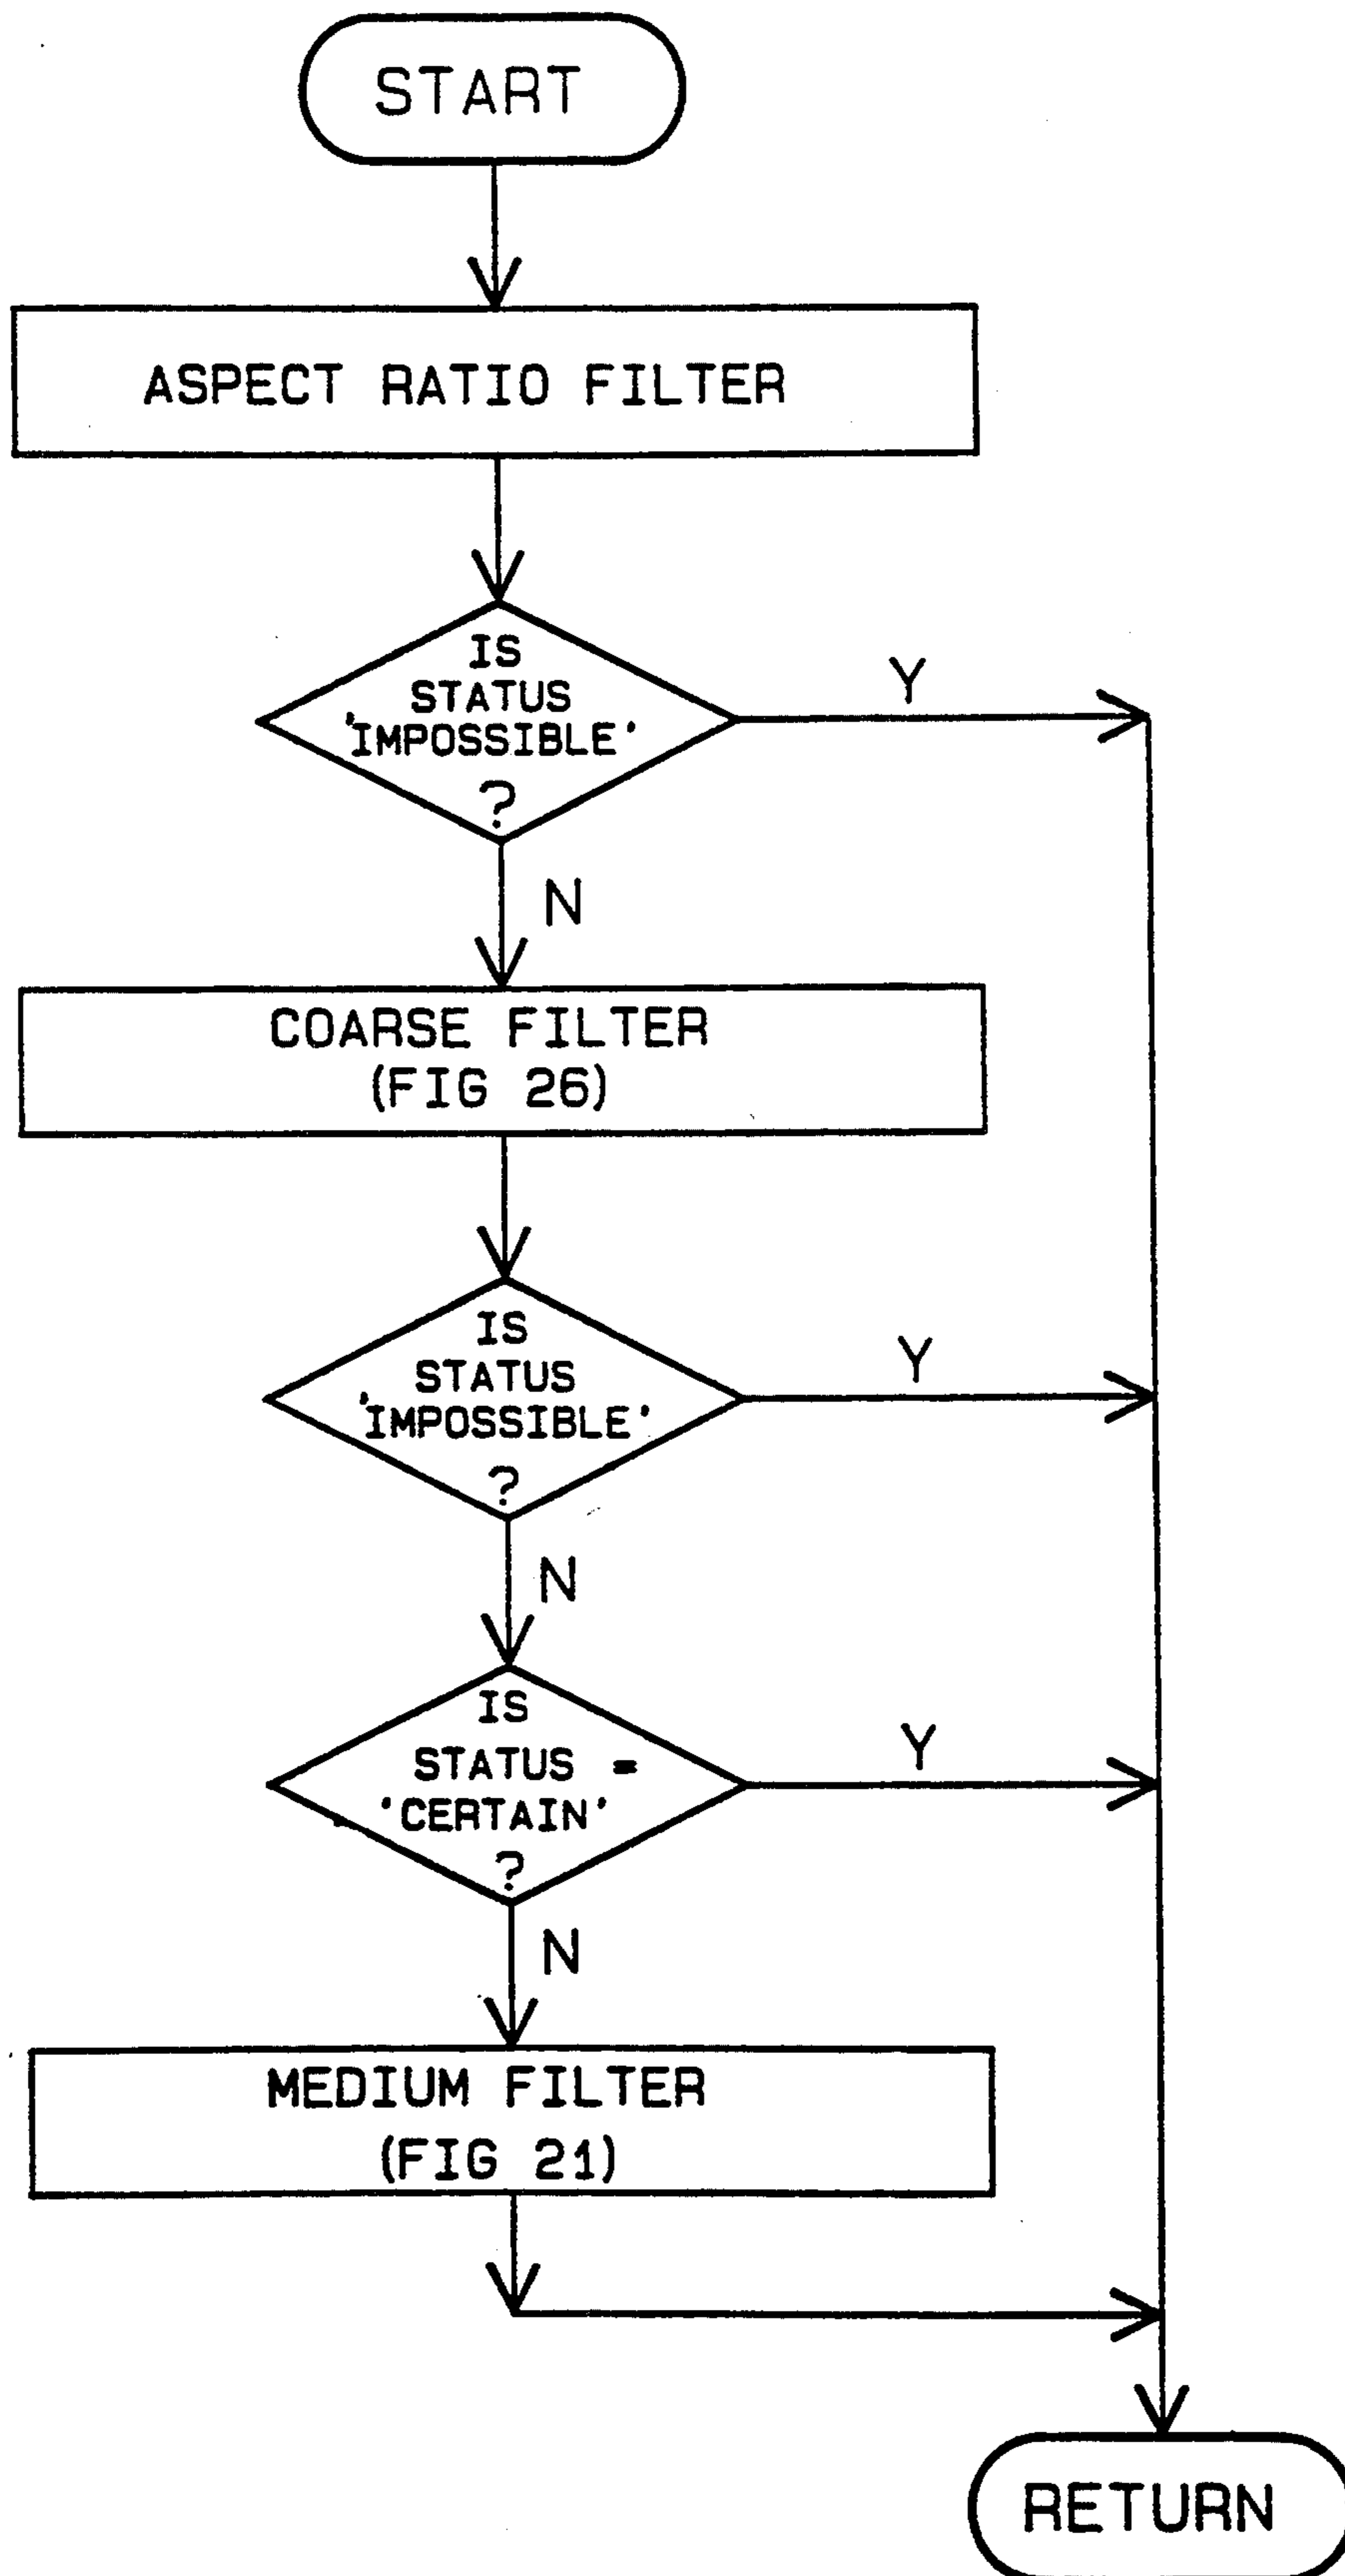 START
ASPECT RATIO FILTER
IS
STATUS
'IMPOSSIBLE'
?
Y
N
COARSE FILTER
(FIG 26)
IS
STATUS
'IMPOSSIBLE'
?
Y
N
IS
STATUS =
'CERTAIN'
?
Y
N
MEDIUM FILTER
(FIG 21)
RETURN